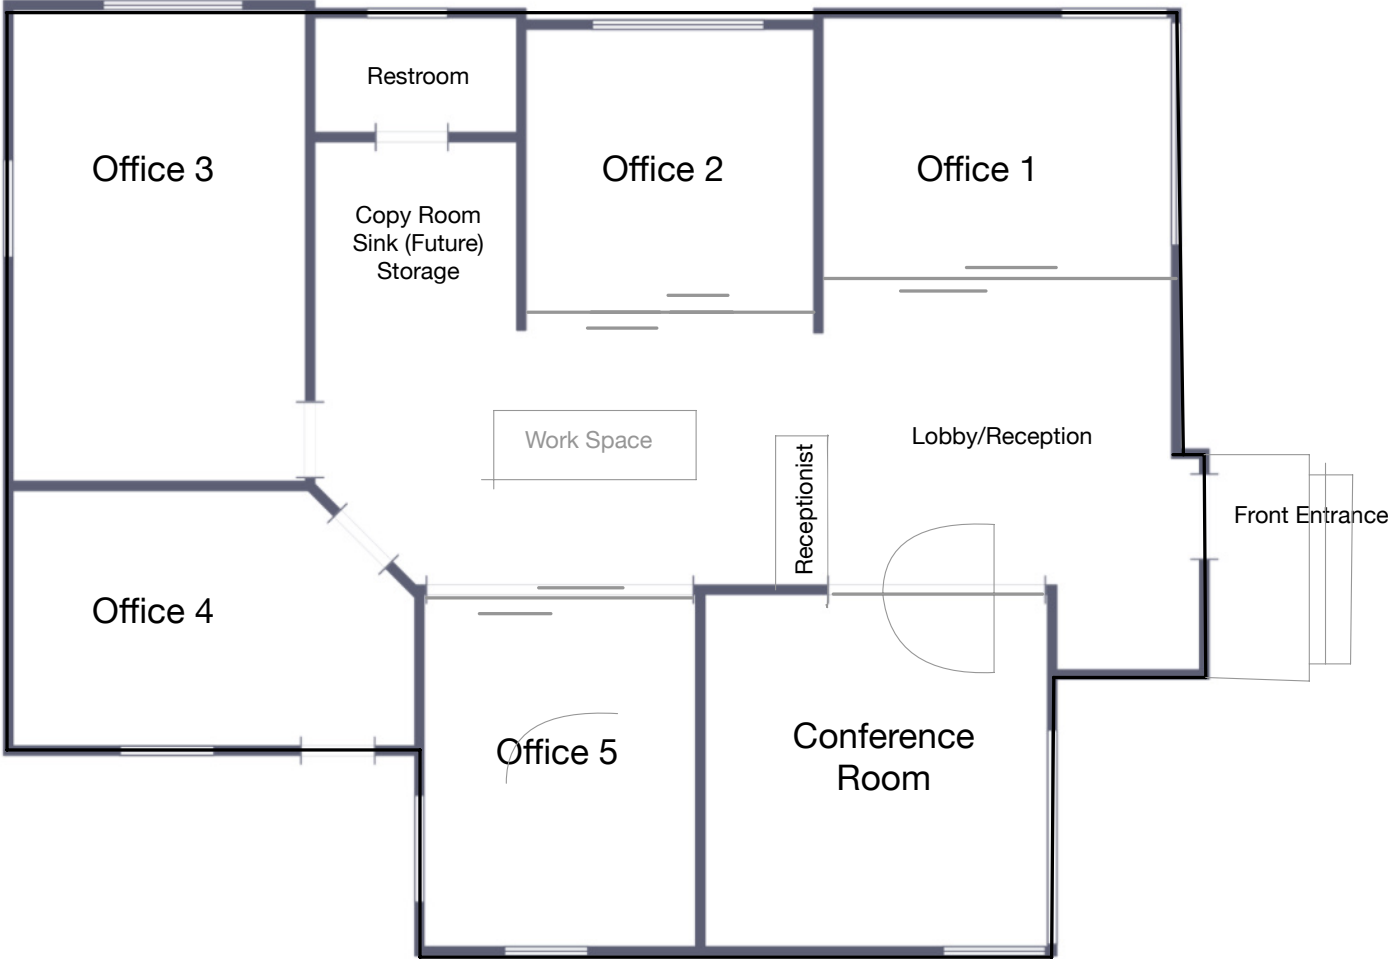 Restroom
Office 3
Office 2
Office 1
Copy Room
Sink (Future)
Storage
Work Space
Receptionist
Lobby/Reception
Front Entrance
Office 4
Office 5
Conference
Room